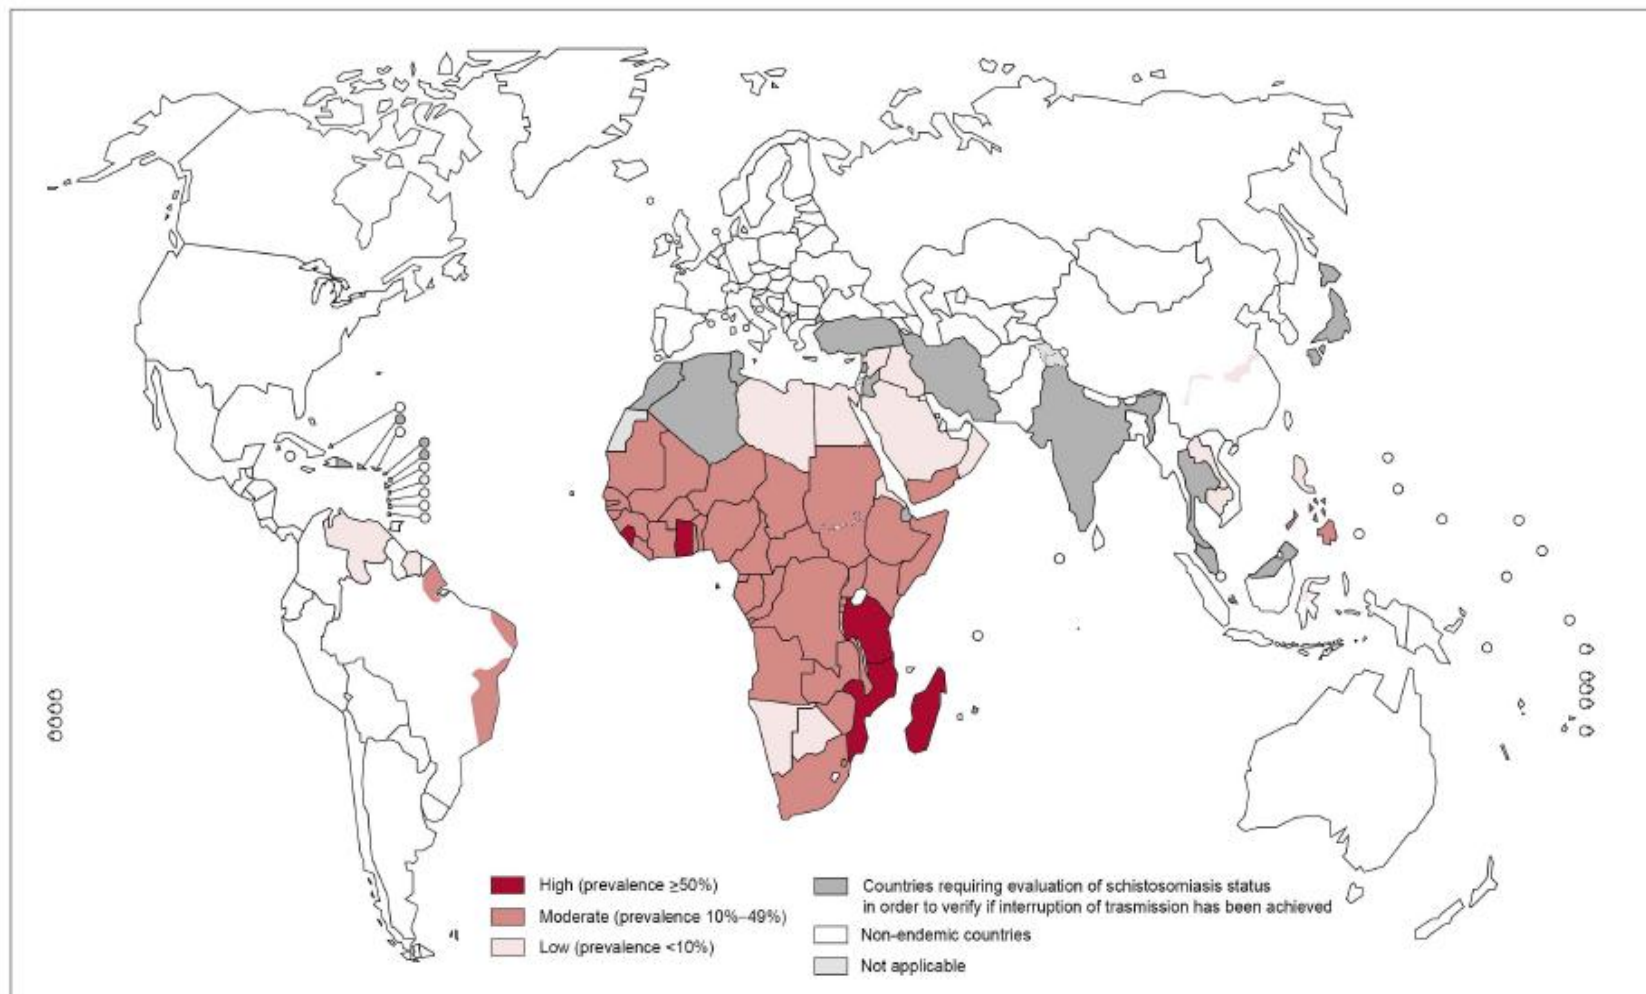 High (prevalence ≥50%)
Moderate (prevalence 10%–49%)
Low (prevalence <10%)
Countries requiring evaluation of schistosomiasis status
in order to verify if interruption of trasmission has been achieved
Non-endemic countries
Not applicable